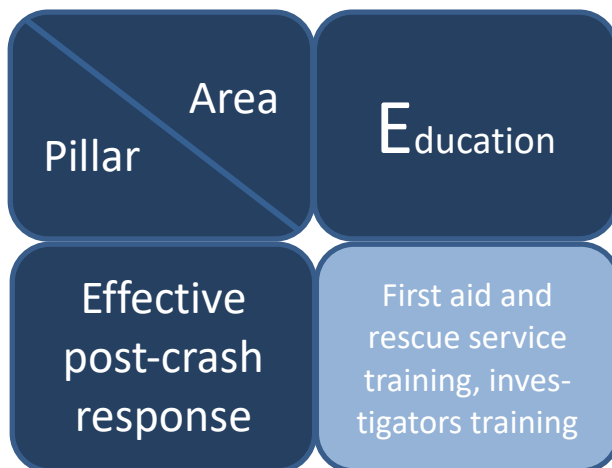 Area
Pillar
Education
Effective
post-crash
response
First aid and
rescue service
training, inves-
tigators training